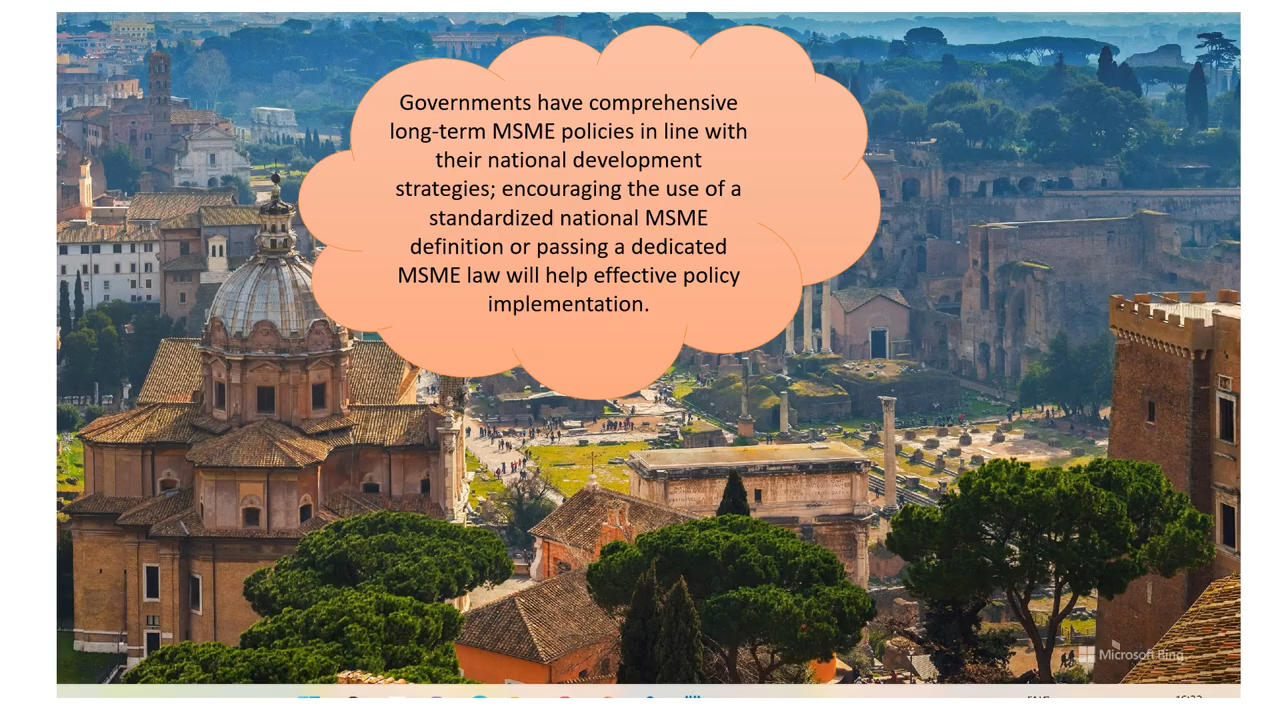 Governments have comprehensive
long-term MSME policies in line with
their national development
strategies; encouraging the use of a
standardized national MSME
definition or passing a dedicated
MSME law will help effective policy
implementation.
Microsoft Bing